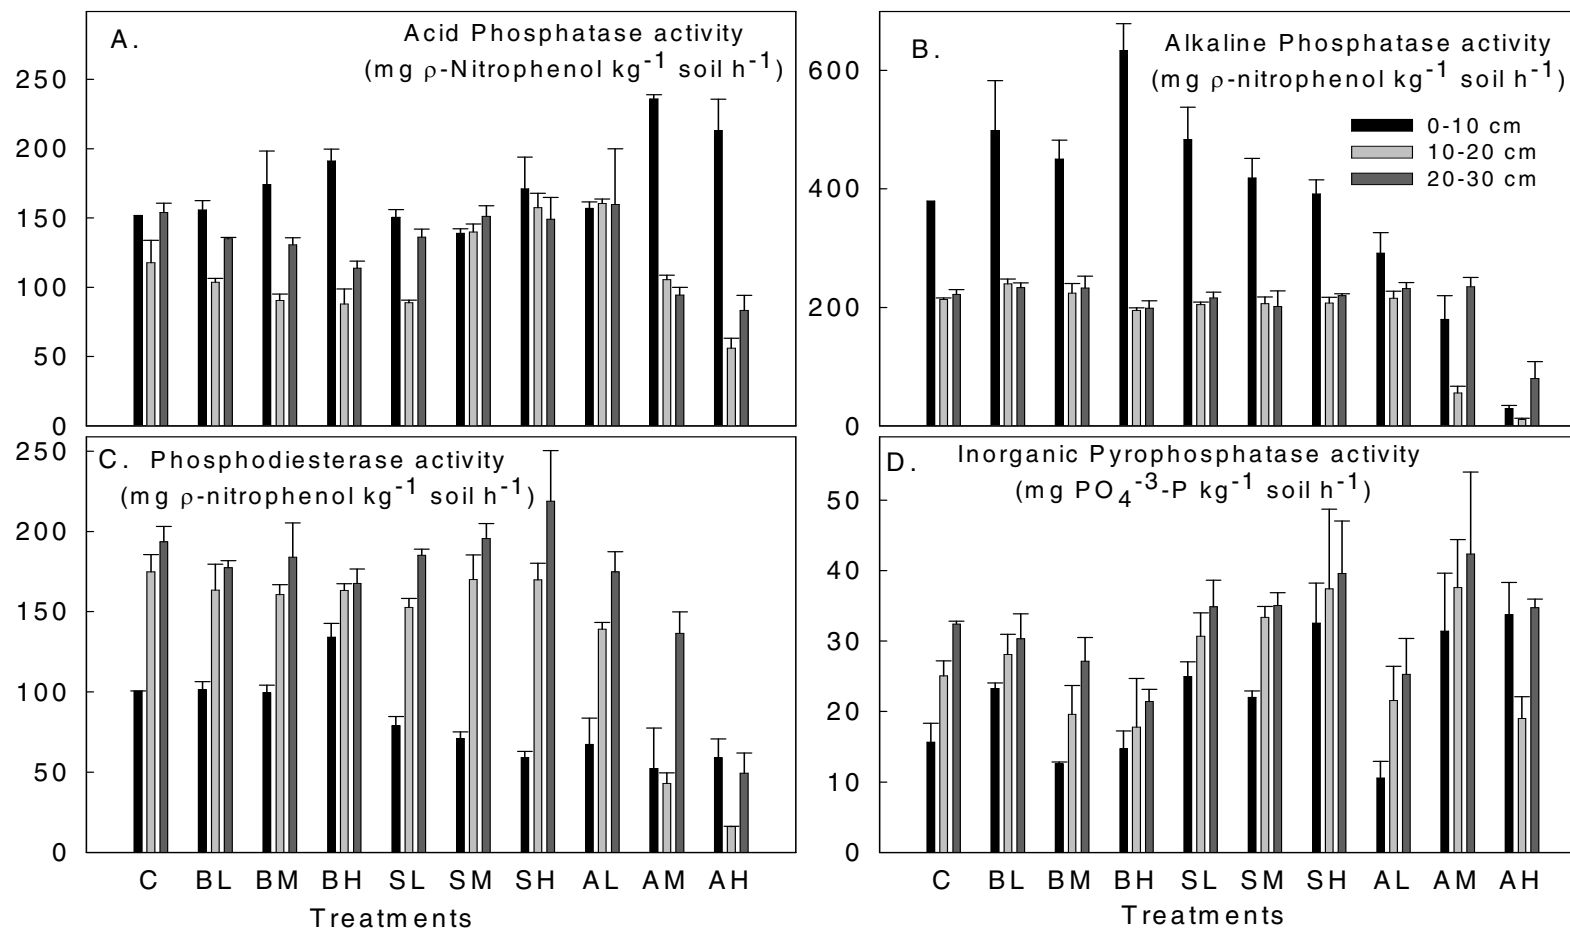 A.
Acid Phosphatase activity
(mg ρ-Nitrophenol kg⁻¹ soil h⁻¹)
250
200
150
100
50
0
B.
Alkaline Phosphatase activity
(mg ρ-nitrophenol kg⁻¹ soil h⁻¹)
0-10 cm
10-20 cm
20-30 cm
600
400
200
0
C. Phosphodiesterase activity
(mg ρ-nitrophenol kg⁻¹ soil h⁻¹)
250
200
150
100
50
0
C BL BM BH SL SM SH AL AM AH
Treatments
D. Inorganic Pyrophosphatase activity
(mg PO₄⁻³-P kg⁻¹ soil h⁻¹)
50
40
30
20
10
0
C BL BM BH SL SM SH AL AM AH
Treatments